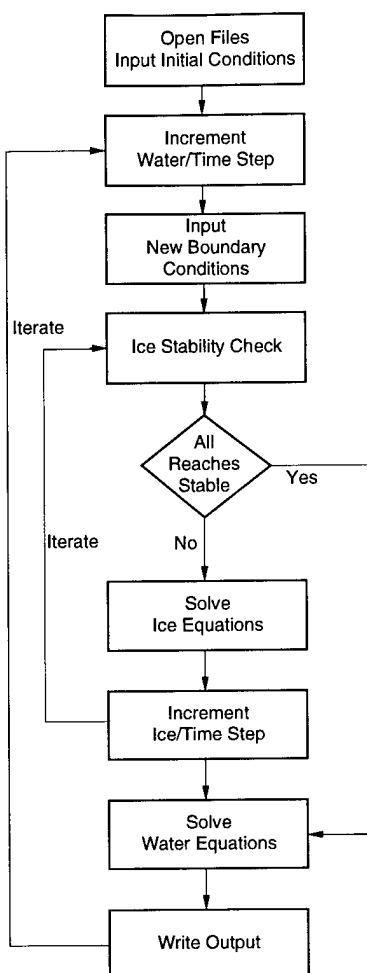 Open Files
Input Initial Conditions
Increment
Water/Time Step
Input
New Boundary
Conditions
Iterate
Ice Stability Check
All
Reaches
Stable
Yes
Iterate
No
Solve
Ice Equations
Increment
Ice/Time Step
Solve
Water Equations
Write Output